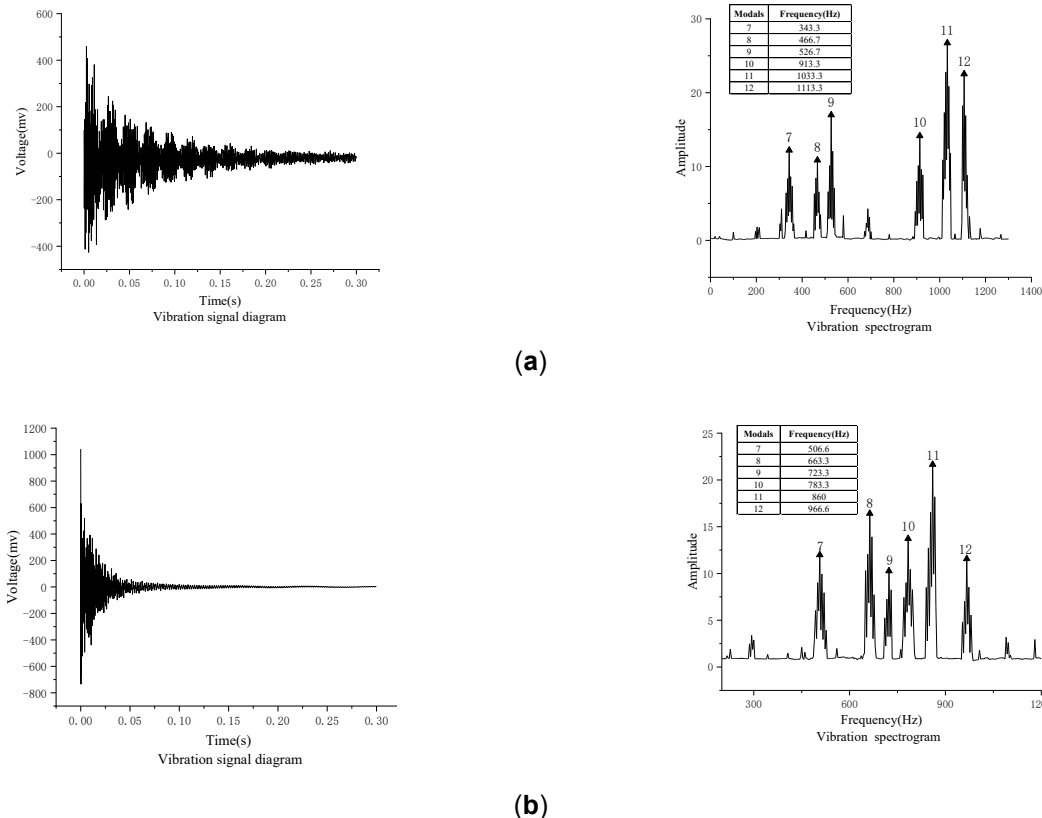 600
400
200
0
-200
-400
Voltage(mv)
0.00 0.05 0.10 0.15 0.20 0.25 0.30
Time(s)
Vibration signal diagram
Modals Frequency(Hz)
7 343.3
8 466.7
9 526.7
10 913.3
11 1033.3
12 1113.3
30
20
10
0
Amplitude
7
8
9
10
11
12
0 200 400 600 800 1000 1200 1400
Frequency(Hz)
Vibration spectrogram
(a)
1200
1000
800
600
400
200
0
-200
-400
-600
-800
Voltage(mv)
0.00 0.05 0.10 0.15 0.20 0.25 0.30
Time(s)
Vibration signal diagram
Modals Frequency(Hz)
7 506.6
8 663.3
9 723.3
10 783.3
11 860
12 966.6
25
20
15
10
5
0
Amplitude
7
8
9
10
11
12
300 600 900
Frequency(Hz)
Vibration spectrogram
(b)